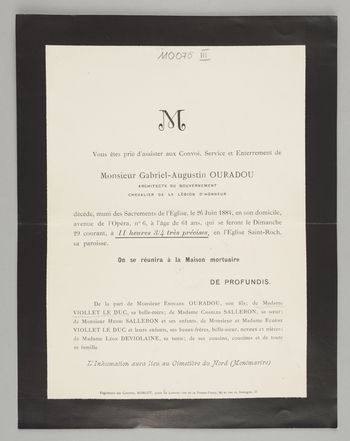 M0076 III
M
Vous êtes prié d'assister aux Convoi, Service et Enterrement de
Monsieur Gabriel-Augustin OURADOU
ARCHITECTE DU GOUVERNEMENT
CHEVALIER DE LA LÉGION D'HONNEUR
décédé, muni des Sacrements de l'Eglise, le 26 Juin 1884, en son domicile,
avenue de l'Opéra, n° 6, à l'âge de 61 ans, qui se feront le Dimanche
29 courant, à 11 heures 3/4 très précises, en l'Eglise Saint-Roch,
sa paroisse.
On se réunira à la Maison mortuaire
DE PROFUNDIS.
De la part de Monsieur Edouard OURADOU, son fils; de Madame
VIOLLET LE DUC, sa belle-mère; de Madame Charles SALLERON, sa sœur;
de Monsieur Henri SALLERON et ses enfants, de Monsieur et Madame Eugène
VIOLLET LE DUC et leurs enfants, ses beaux-frères, belle-sœur, neveux et nièces;
de Madame Léon DEVIOLAINE, sa tante; de ses cousins, cousines et de toute
sa famille
L'Inhumation aura lieu au Cimetière du Nord (Montmartre)